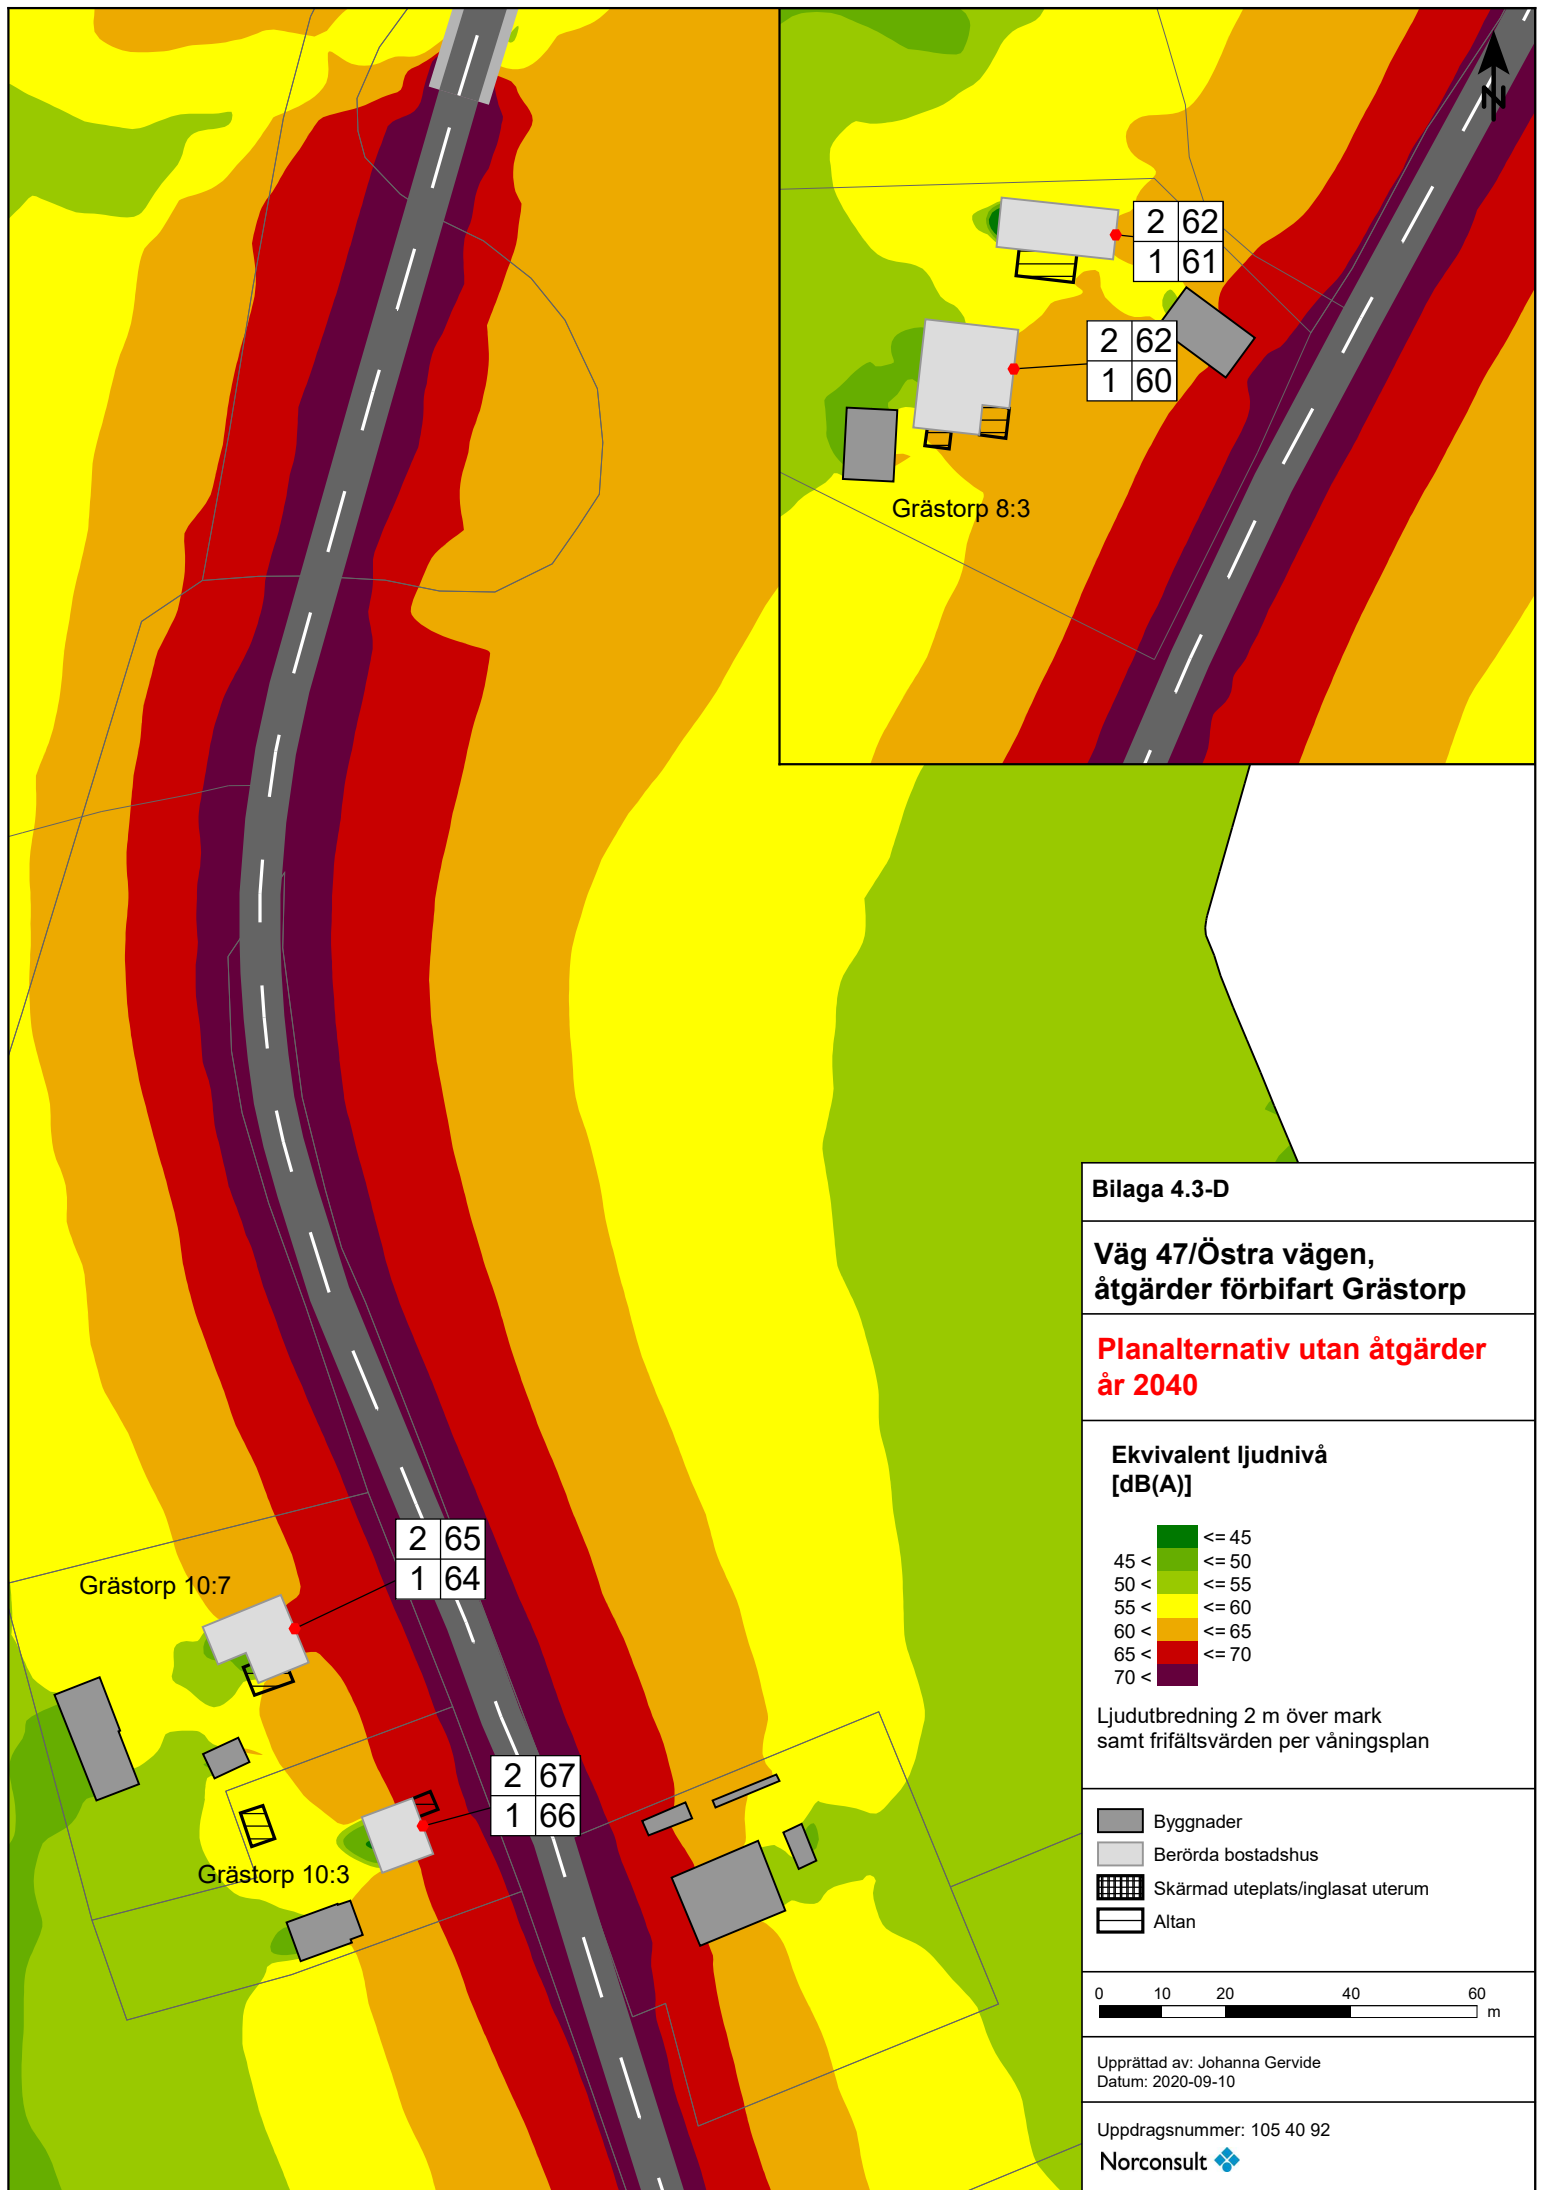 N
2 62
1 61
2 62
1 60
Grästorp 8:3
2 65
1 64
Grästorp 10:7
2 67
1 66
Grästorp 10:3
Bilaga 4.3-D
Väg 47/Östra vägen,
åtgärder förbifart Grästorp
Planalternativ utan åtgärder
år 2040
Ekvivalent ljudnivå
[dB(A)]
<= 45
45 < <= 50
50 < <= 55
55 < <= 60
60 < <= 65
65 < <= 70
70 <
Ljudutbredning 2 m över mark
samt frifältsvärden per våningsplan
Byggnader
Berörda bostadshus
Skärmad uteplats/inglasat uterum
Altan
0 10 20 40 60
m
Upprättad av: Johanna Gervide
Datum: 2020-09-10
Uppdragsnummer: 105 40 92
Norconsult